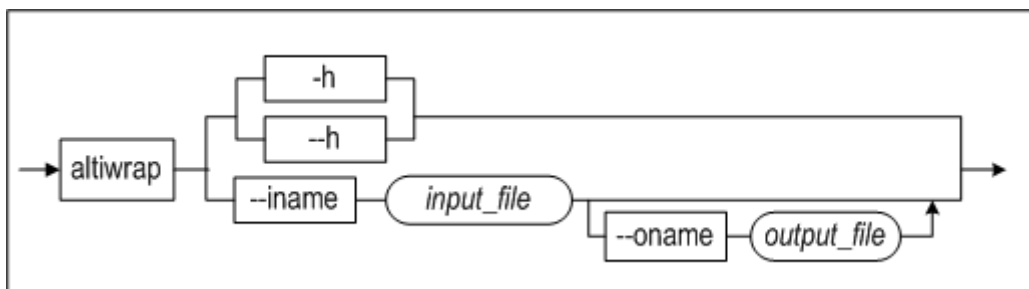 -h
--h
altiwrap
--iname input_file
--oname output_file